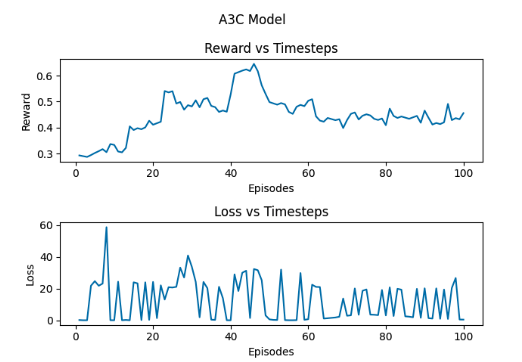 A3C Model
Reward vs Timesteps
0.6
0.5
0.4
0.3
Reward
0 20 40 60 80 100
Episodes
Loss vs Timesteps
60
40
20
0
Loss
0 20 40 60 80 100
Episodes